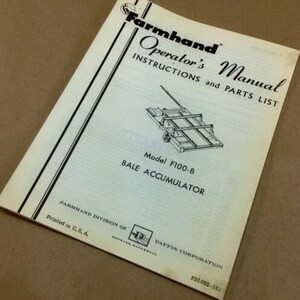 Farmhand
Operator's Manual
INSTRUCTIONS and PARTS LIST
Model F100-B
BALE ACCUMULATOR
FARMHAND DIVISION OF DAFFIN CORPORATION
Printed in U.S.A.